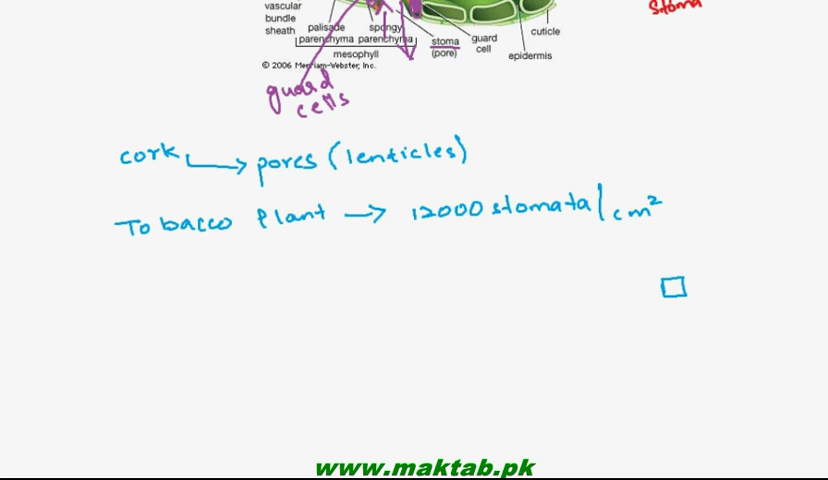 stoma
vascular
bundle
sheath
palisade spongy
parenchyma parenchyma
mesophyll
stoma
(pore)
guard
cell
cuticle
epidermis
© 2006 Merriam-Webster, Inc.
guard
cells
cork → pores (lenticles)
Tobacco Plant → 12000 stomata/cm²
www.maktab.pk